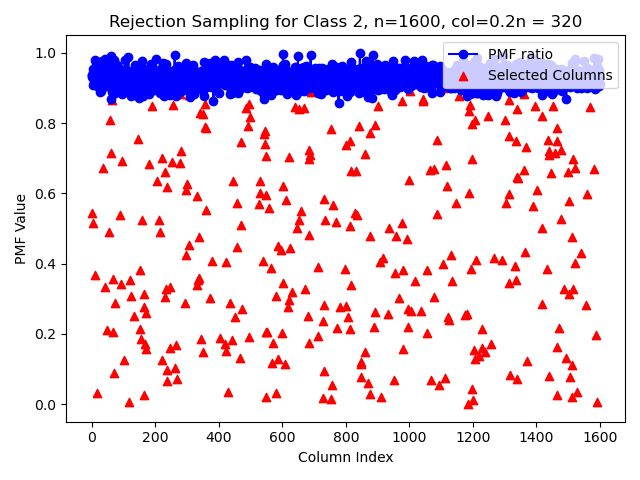 Rejection Sampling for Class 2, n=1600, col=0.2n = 320
PMF ratio
Selected Columns
PMF Value
1.0
0.8
0.6
0.4
0.2
0.0
0 200 400 600 800 1000 1200 1400 1600
Column Index